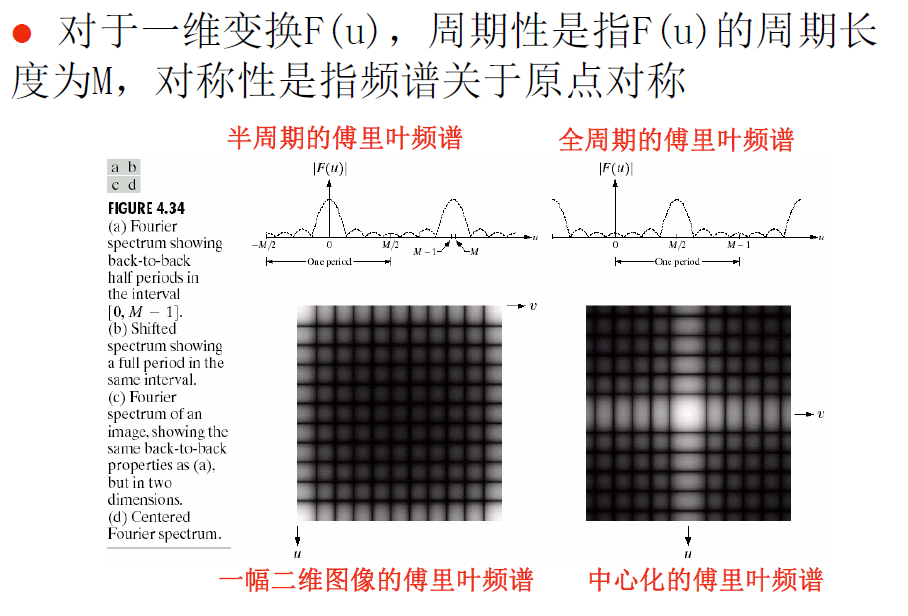 ● 对于一维变换F(u)，周期性是指F(u)的周期长
度为M，对称性是指频谱关于原点对称
半周期的傅里叶频谱
全周期的傅里叶频谱
a b
c d
FIGURE 4.34
(a) Fourier
spectrum showing
back-to-back
half periods in
the interval
[0, M − 1].
(b) Shifted
spectrum showing
a full period in the
same interval.
(c) Fourier
spectrum of an
image, showing the
same back-to-back
properties as (a),
but in two
dimensions.
(d) Centered
Fourier spectrum.
|F(u)|
−M/2
0
M/2
M − 1
M
u
One period
|F(u)|
0
M/2
M − 1
u
One period
v
u
v
u
一幅二维图像的傅里叶频谱
中心化的傅里叶频谱